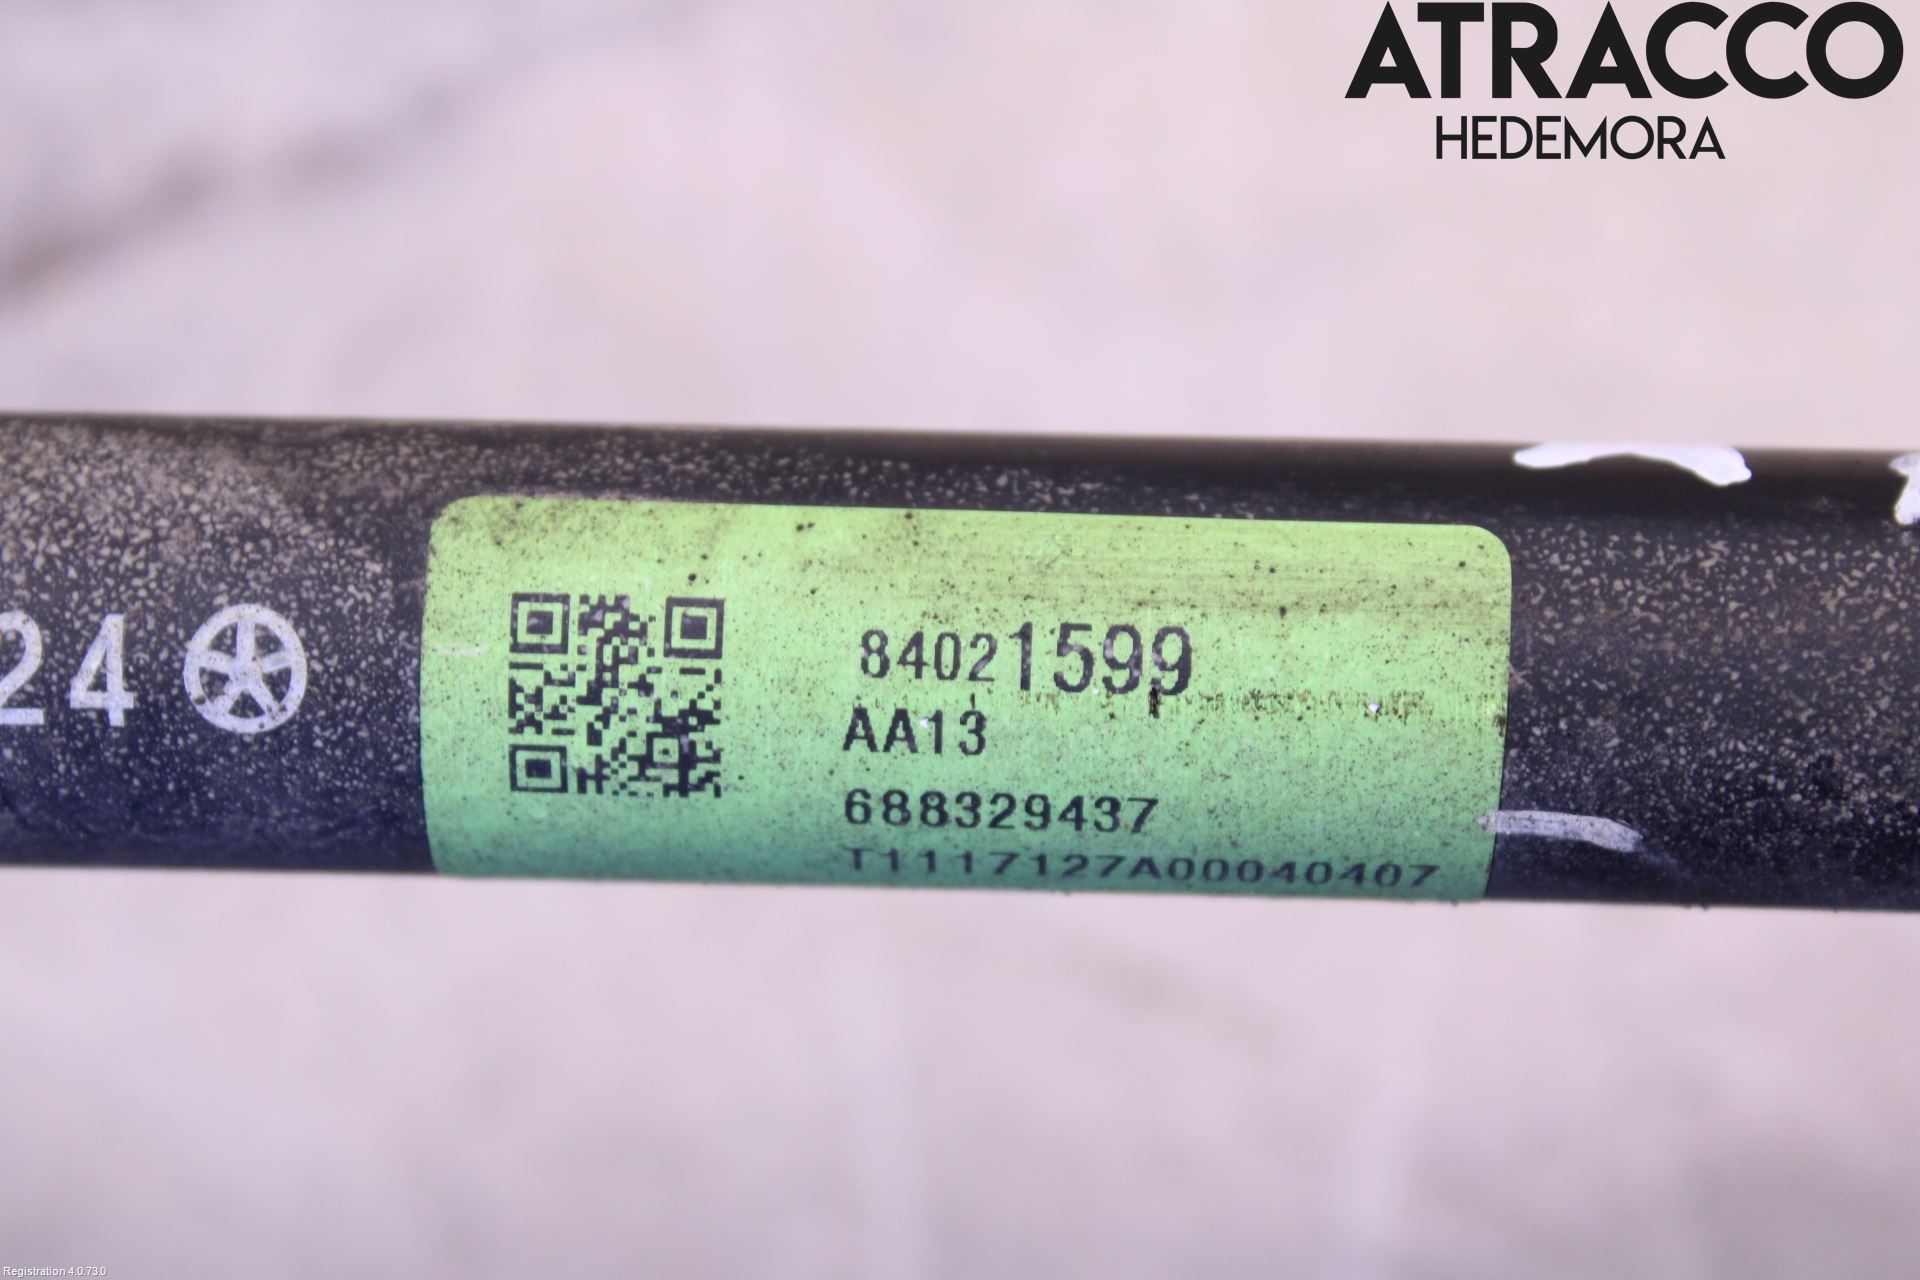 ATRACCO
HEDEMORA
24
84021599
AA13
688329437
T1117127A00040407
Registration 4.0.73.0